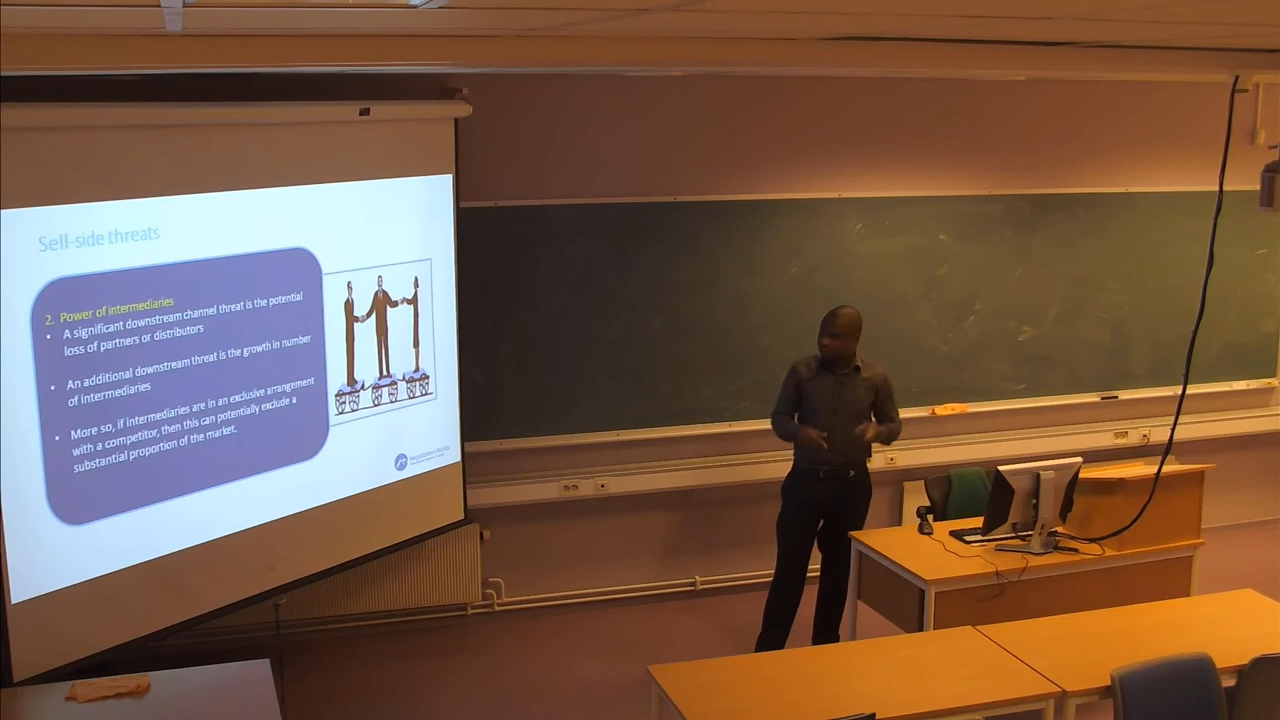 Sell-side threats
2. Power of intermediaries
• A significant downstream channel threat is the potential
loss of partners or distributors
• An additional downstream threat is the growth in number
of intermediaries
• More so, if intermediaries are in an exclusive arrangement
with a competitor, then this can potentially exclude a
substantial proportion of the market.